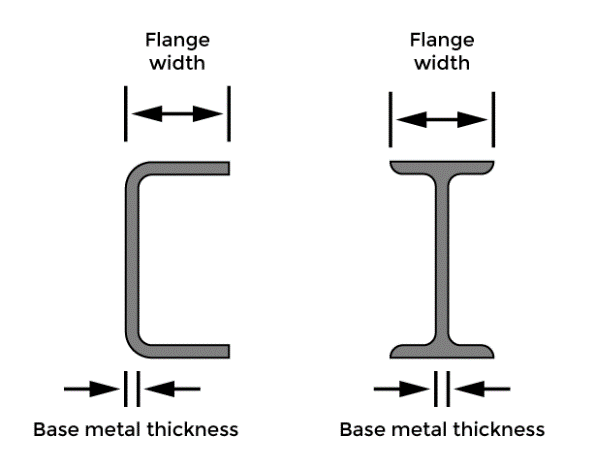 Flange
width
Flange
width
Base metal thickness
Base metal thickness